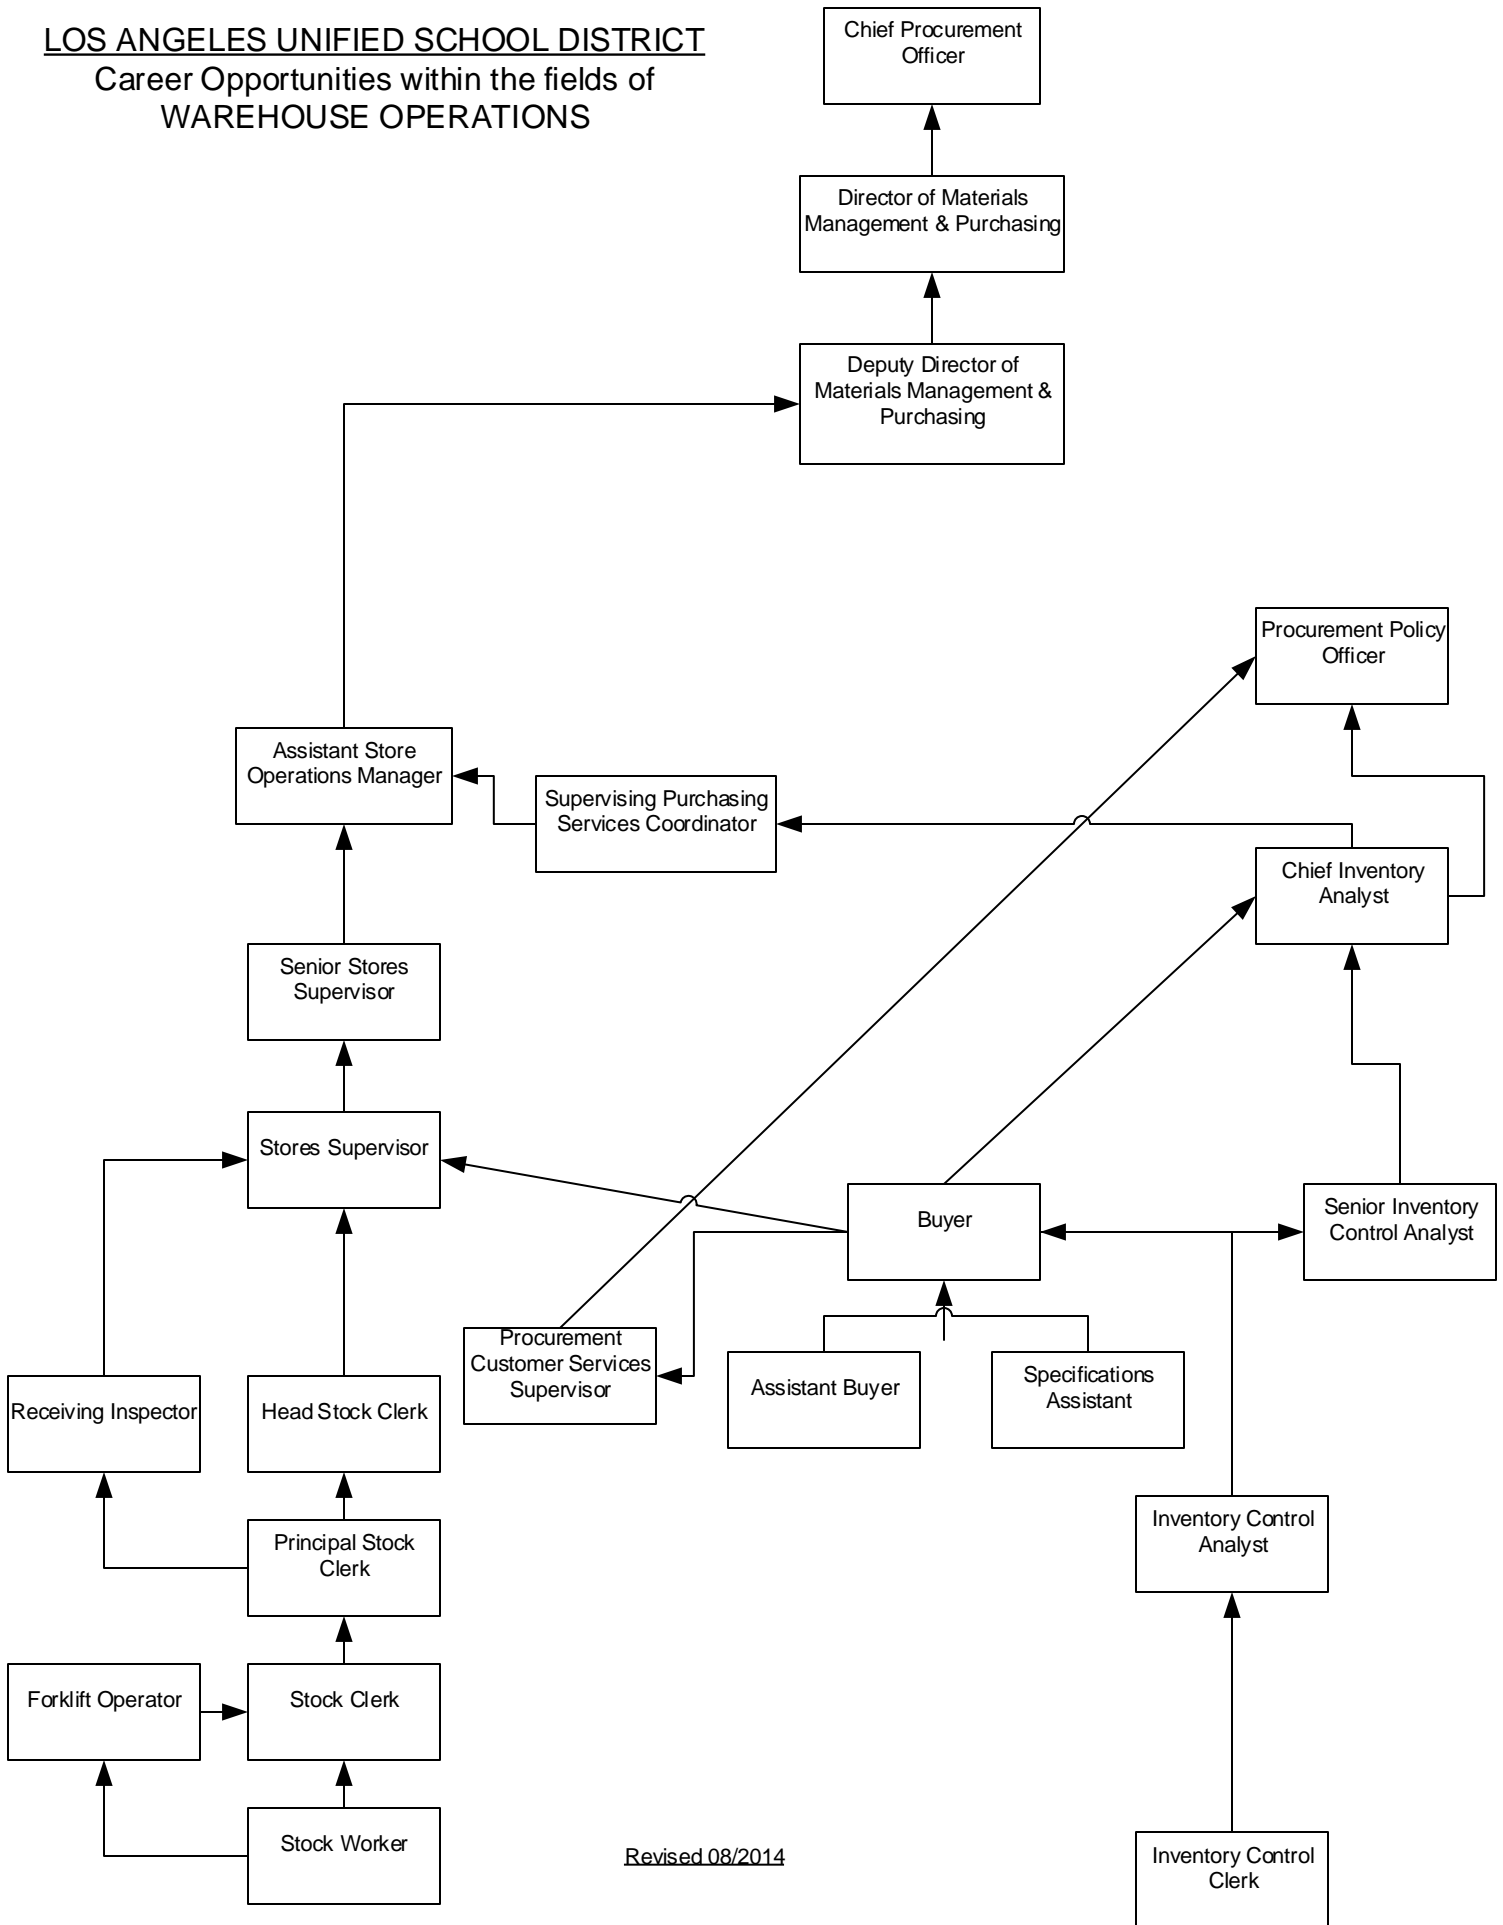 LOS ANGELES UNIFIED SCHOOL DISTRICT
Career Opportunities within the fields of
WAREHOUSE OPERATIONS
Chief Procurement
Officer
Director of Materials
Management & Purchasing
Deputy Director of
Materials Management &
Purchasing
Procurement Policy
Officer
Assistant Store
Operations Manager
Supervising Purchasing
Services Coordinator
Chief Inventory
Analyst
Senior Stores
Supervisor
Stores Supervisor
Buyer
Senior Inventory
Control Analyst
Procurement
Customer Services
Supervisor
Assistant Buyer
Specifications
Assistant
Receiving Inspector
Head Stock Clerk
Principal Stock
Clerk
Inventory Control
Analyst
Forklift Operator
Stock Clerk
Stock Worker
Revised 08/2014
Inventory Control
Clerk